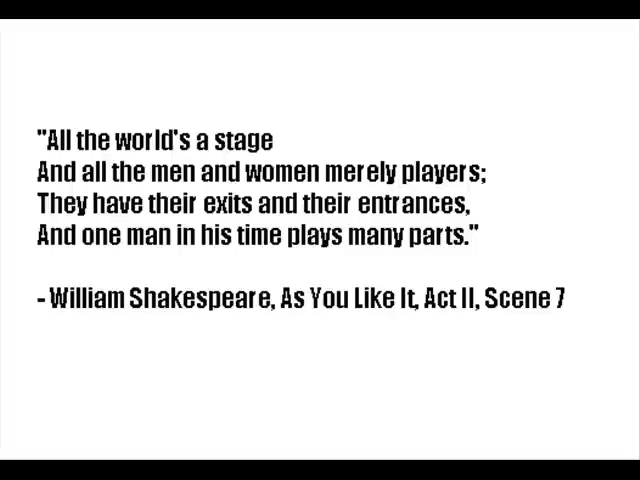 "All the world's a stage
And all the men and women merely players;
They have their exits and their entrances,
And one man in his time plays many parts."
- William Shakespeare, As You Like It, Act II, Scene 7